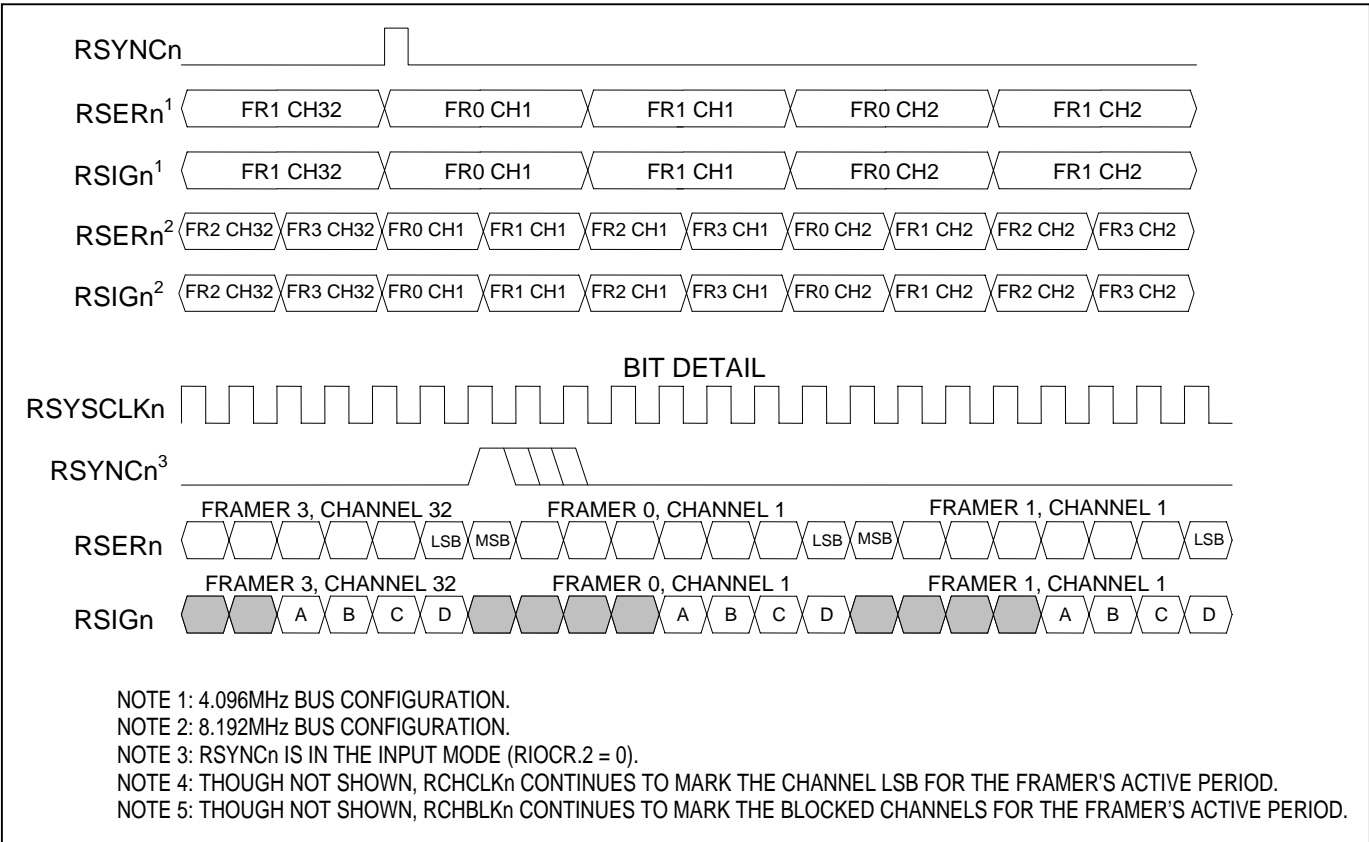 RSYNCn
RSERn1 FR1 CH32 FR0 CH1 FR1 CH1 FR0 CH2 FR1 CH2
RSIGn1 FR1 CH32 FR0 CH1 FR1 CH1 FR0 CH2 FR1 CH2
RSERn2 FR2 CH32 FR3 CH32 FR0 CH1 FR1 CH1 FR2 CH1 FR3 CH1 FR0 CH2 FR1 CH2 FR2 CH2 FR3 CH2
RSIGn2 FR2 CH32 FR3 CH32 FR0 CH1 FR1 CH1 FR2 CH1 FR3 CH1 FR0 CH2 FR1 CH2 FR2 CH2 FR3 CH2
BIT DETAIL
RSYSCLKn
RSYNCn3
FRAMER 3, CHANNEL 32 FRAMER 0, CHANNEL 1 FRAMER 1, CHANNEL 1
RSERn LSB MSB LSB MSB LSB
FRAMER 3, CHANNEL 32 FRAMER 0, CHANNEL 1 FRAMER 1, CHANNEL 1
RSIGn A B C D A B C D A B C D
NOTE 1: 4.096MHz BUS CONFIGURATION.
NOTE 2: 8.192MHz BUS CONFIGURATION.
NOTE 3: RSYNCn IS IN THE INPUT MODE (RIOCR.2 = 0).
NOTE 4: THOUGH NOT SHOWN, RCHCLKn CONTINUES TO MARK THE CHANNEL LSB FOR THE FRAMER'S ACTIVE PERIOD.
NOTE 5: THOUGH NOT SHOWN, RCHBLKn CONTINUES TO MARK THE BLOCKED CHANNELS FOR THE FRAMER’S ACTIVE PERIOD.